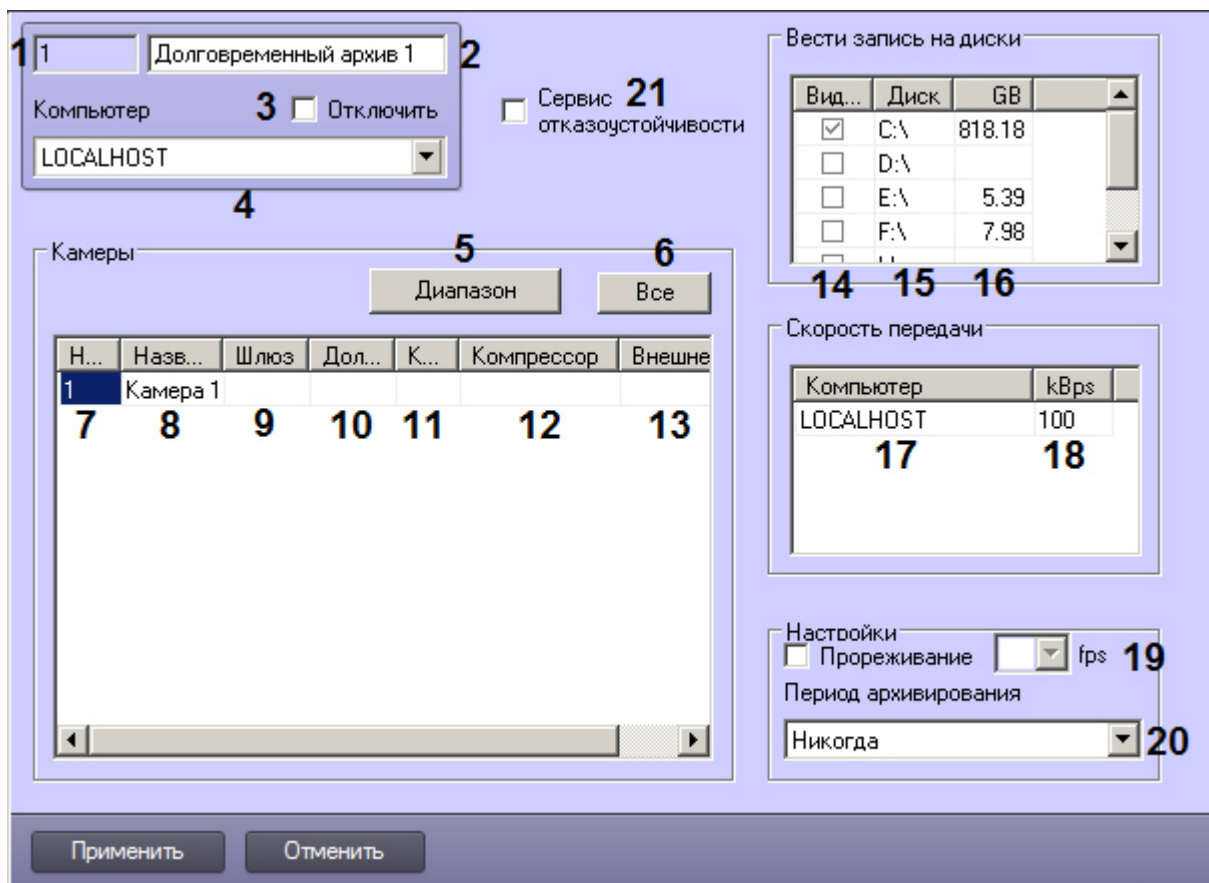 1 1 Долговременный архив 1 2
Компьютер 3 Отключить
LOCALHOST
4
Сервис 21
отказоустойчивости
Камеры
5 6
Диапазон Все
Н... Назв... Шлюз Дол... К... Компрессор Внешне
1 Камера 1
7 8 9 10 11 12 13
Вести запись на диски
Вид... Диск GB
C:\ 818.18
D:\
E:\ 5.39
F:\ 7.98
14 15 16
Скорость передачи
Компьютер kBps
LOCALHOST 100
17 18
Настройки
Прореживание fps 19
Период архивирования
Никогда 20
Применить Отменить